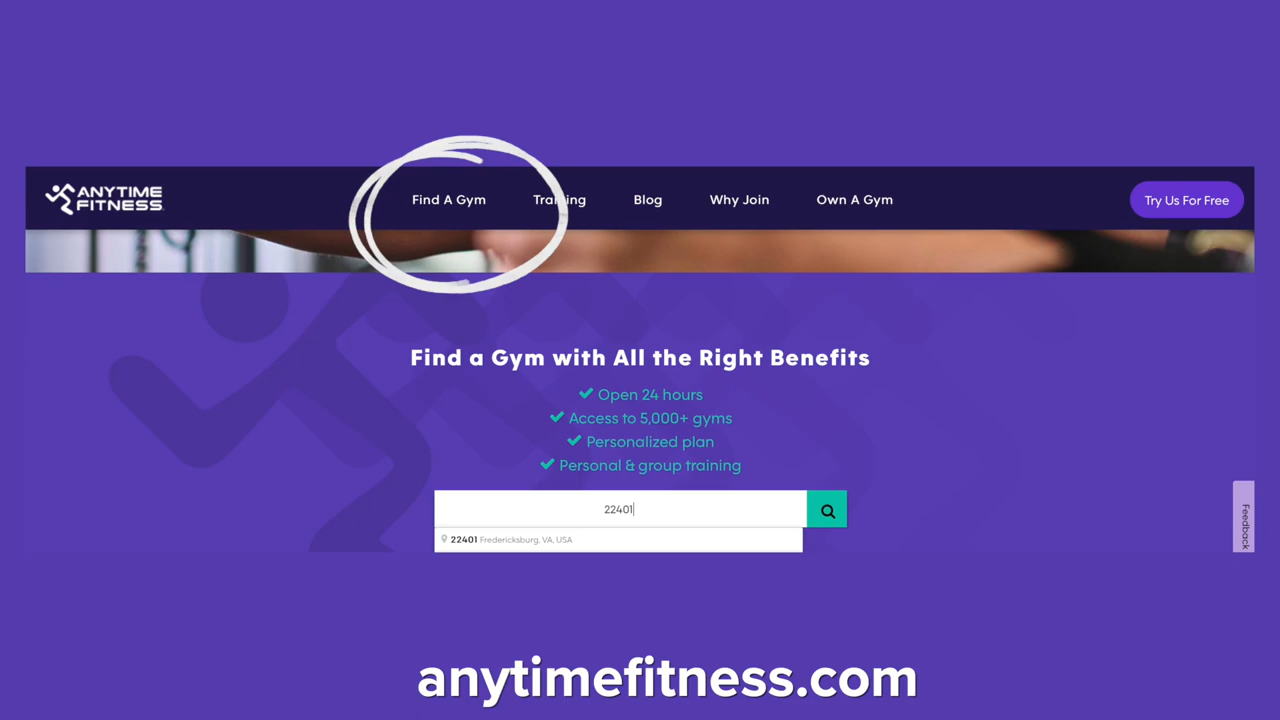 ANYTIME
FITNESS
Find A Gym
Training
Blog
Why Join
Own A Gym
Try Us For Free
Find a Gym with All the Right Benefits
Open 24 hours
Access to 5,000+ gyms
Personalized plan
Personal & group training
22401
22401 Fredericksburg, VA, USA
Feedback
anytimefitness.com